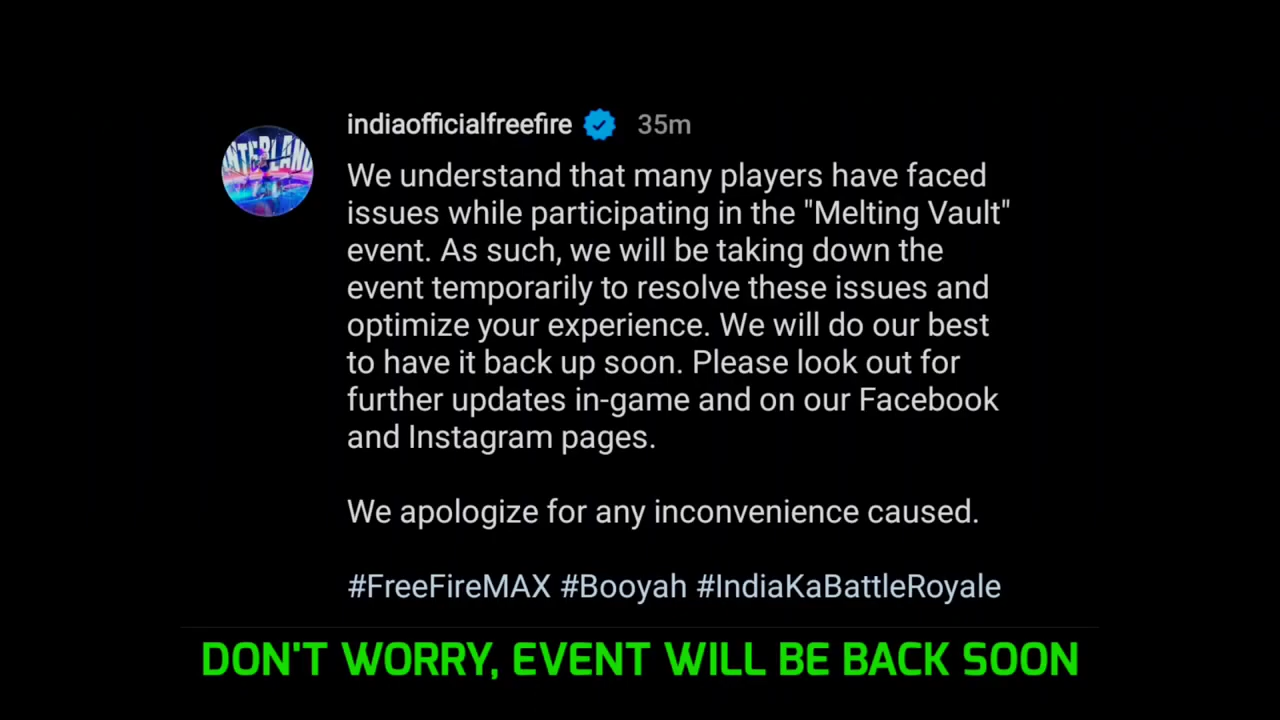 indiaofficialfreefire 35m
We understand that many players have faced
issues while participating in the "Melting Vault"
event. As such, we will be taking down the
event temporarily to resolve these issues and
optimize your experience. We will do our best
to have it back up soon. Please look out for
further updates in-game and on our Facebook
and Instagram pages.
We apologize for any inconvenience caused.
#FreeFireMAX #Booyah #IndiaKaBattleRoyale
DON'T WORRY, EVENT WILL BE BACK SOON